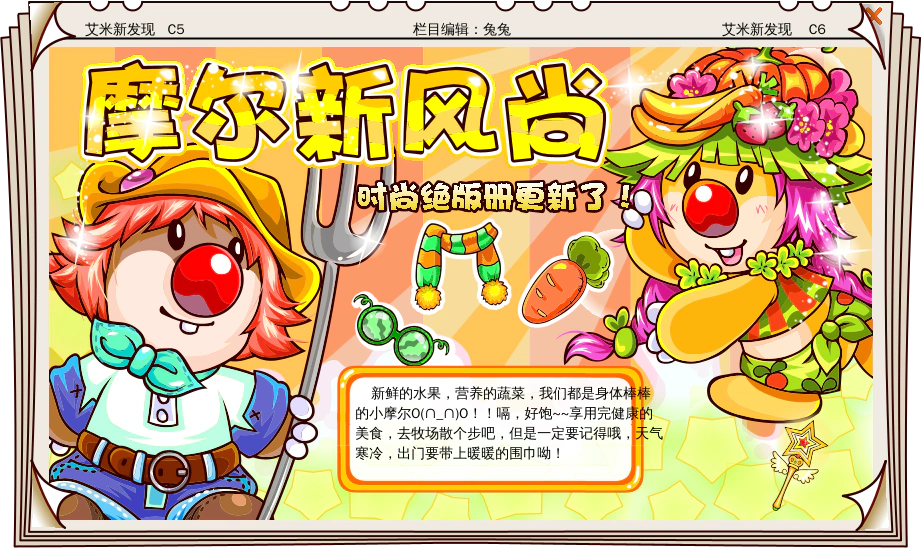 艾米新发现 C5
栏目编辑：兔兔
艾米新发现 C6
摩尔新风尚
时尚绝版册更新了！
新鲜的水果，营养的蔬菜，我们都是身体棒棒
的小摩尔O(∩_∩)O！！嗝，好饱~~享用完健康的
美食，去牧场散个步吧，但是一定要记得哦，天气
寒冷，出门要带上暖暖的围巾呦！